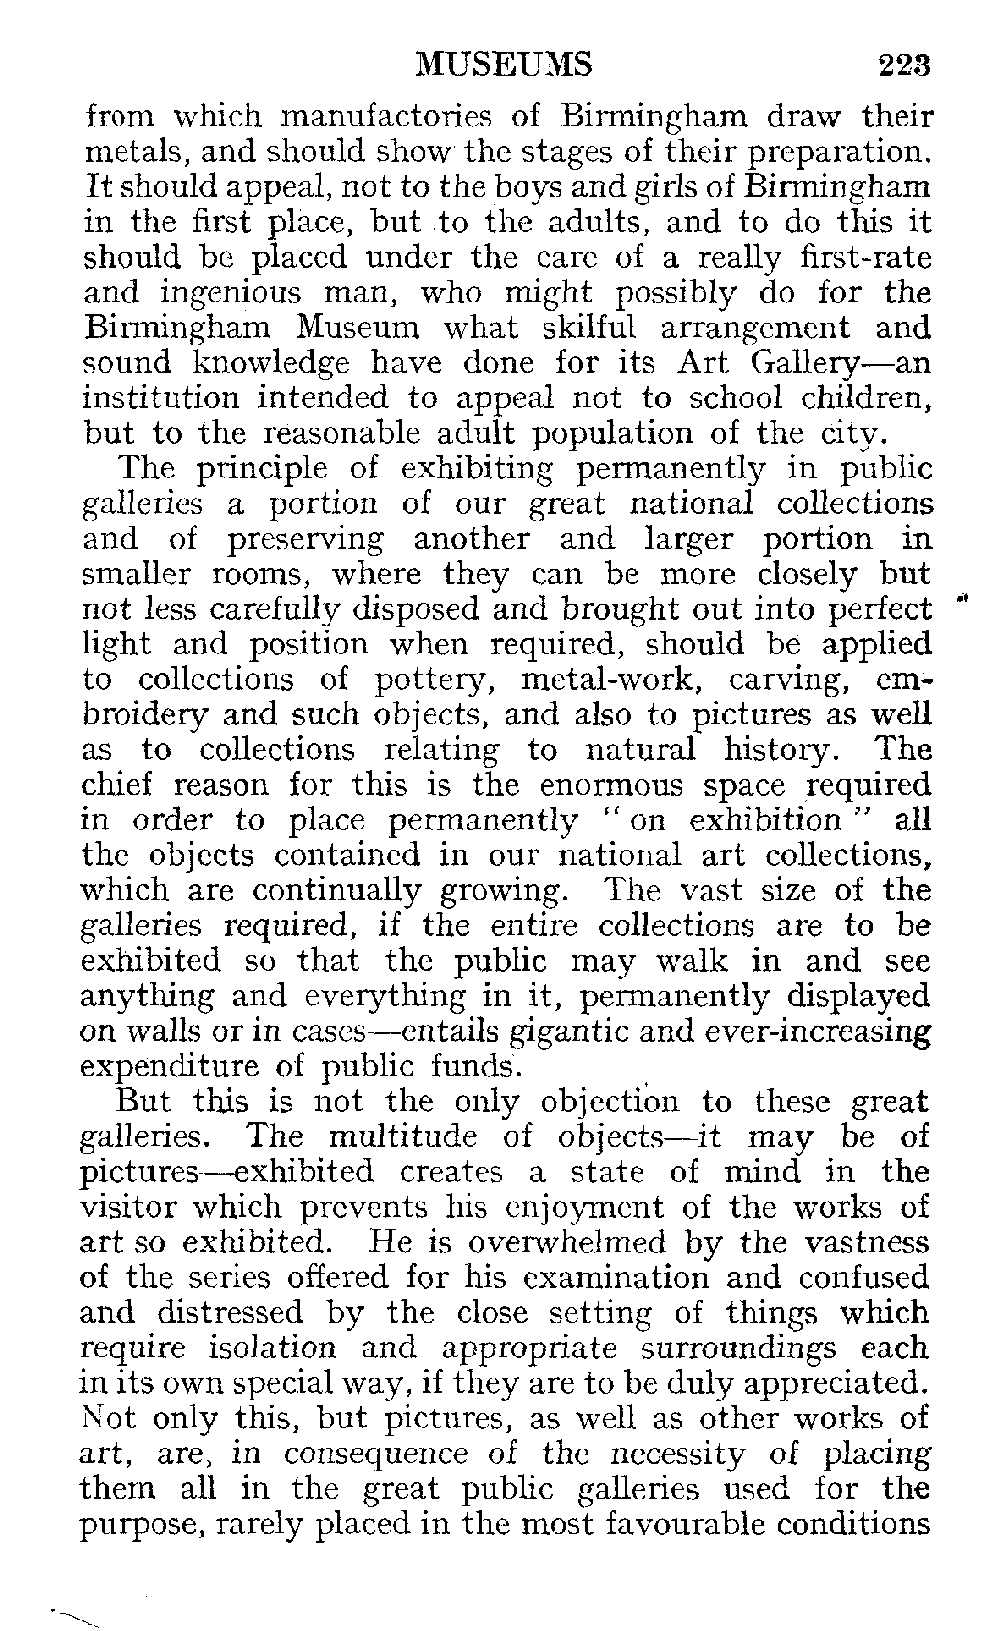 MUSEUMS 223
from which manufactories of Birmingham draw their
metals, and should show the stages of their preparation.
It should appeal, not to the boys and girls of Birmingham
in the first place, but to the adults, and to do this it
should be placed under the care of a really first-rate
and ingenious man, who might possibly do for the
Birmingham Museum what skilful arrangement and
sound knowledge have done for its Art Gallery—an
institution intended to appeal not to school children,
but to the reasonable adult population of the city.
The principle of exhibiting permanently in public
galleries a portion of our great national collections
and of preserving another and larger portion in
smaller rooms, where they can be more closely but
not less carefully disposed and brought out into perfect
light and position when required, should be applied
to collections of pottery, metal-work, carving, em-
broidery and such objects, and also to pictures as well
as to collections relating to natural history. The
chief reason for this is the enormous space required
in order to place permanently “ on exhibition ” all
the objects contained in our national art collections,
which are continually growing. The vast size of the
galleries required, if the entire collections are to be
exhibited so that the public may walk in and see
anything and everything in it, permanently displayed
on walls or in cases—entails gigantic and ever-increasing
expenditure of public funds.
But this is not the only objection to these great
galleries. The multitude of objects—it may be of
pictures—exhibited creates a state of mind in the
visitor which prevents his enjoyment of the works of
art so exhibited. He is overwhelmed by the vastness
of the series offered for his examination and confused
and distressed by the close setting of things which
require isolation and appropriate surroundings each
in its own special way, if they are to be duly appreciated.
Not only this, but pictures, as well as other works of
art, are, in consequence of the necessity of placing
them all in the great public galleries used for the
purpose, rarely placed in the most favourable conditions